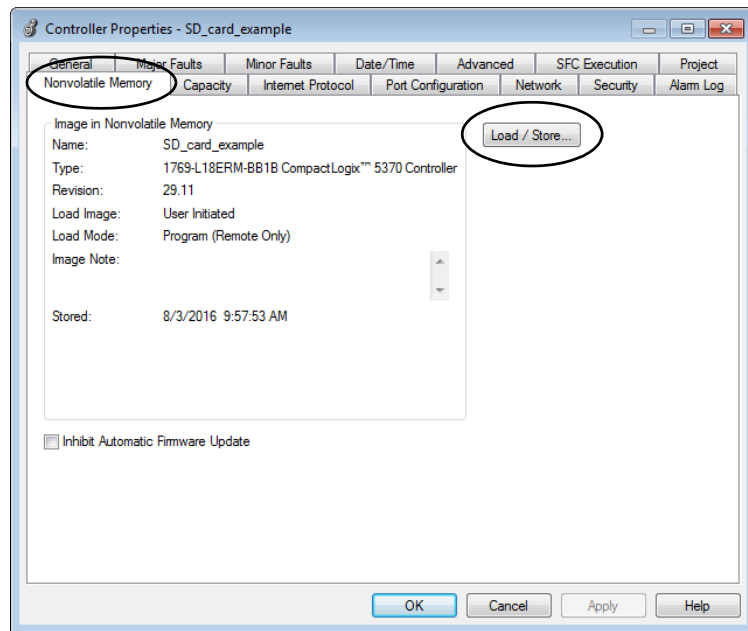 Controller Properties - SD_card_example
General Major Faults Minor Faults Date/Time Advanced SFC Execution Project
Nonvolatile Memory Capacity Internet Protocol Port Configuration Network Security Alarm Log
Image in Nonvolatile Memory
Load / Store...
Name: SD_card_example
Type: 1769-L18ERM-BB1B CompactLogix™ 5370 Controller
Revision: 29.11
Load Image: User Initiated
Load Mode: Program (Remote Only)
Image Note:
Stored: 8/3/2016 9:57:53 AM
Inhibit Automatic Firmware Update
OK Cancel Apply Help